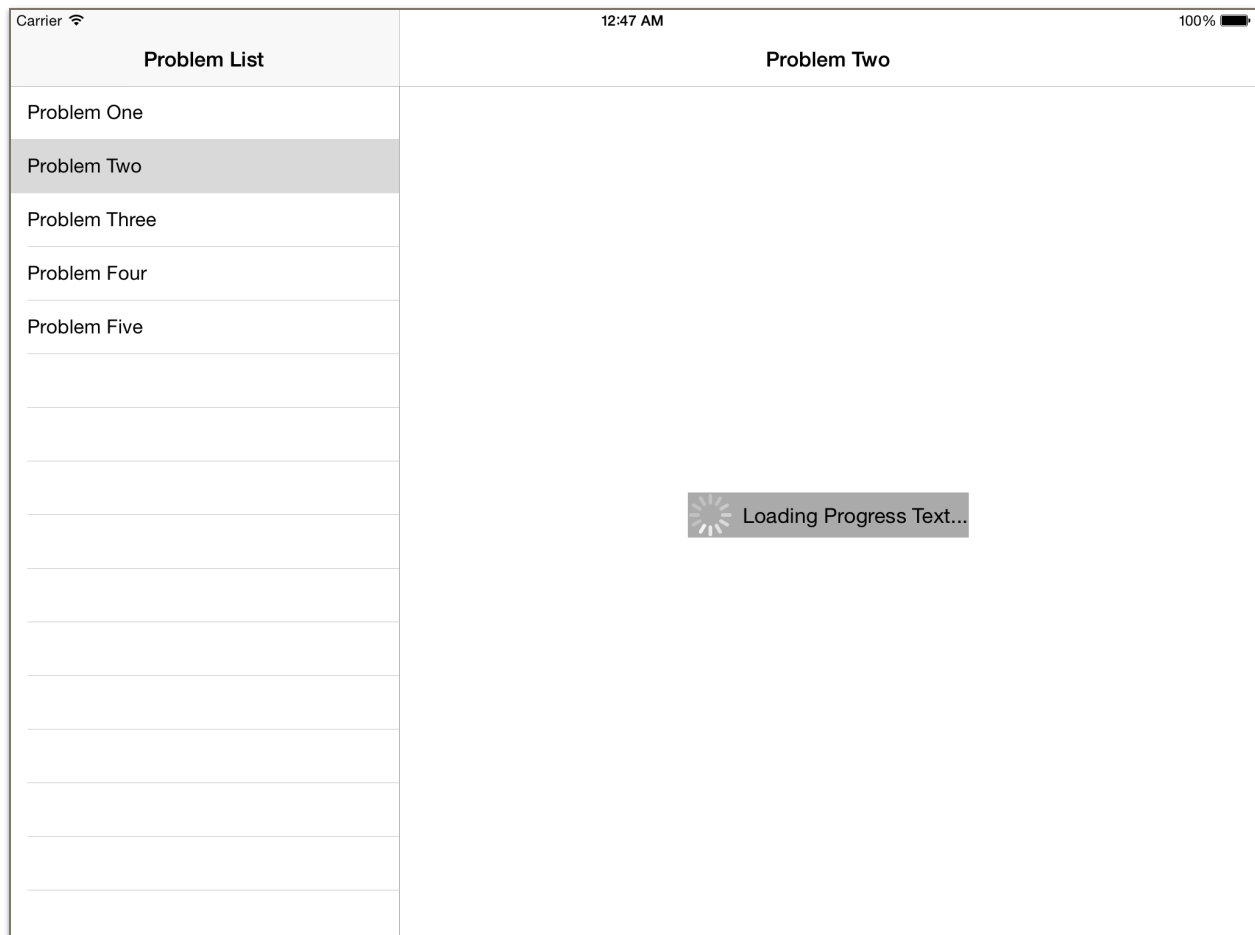 Carrier
12:47 AM
100%
Problem List
Problem Two
Problem One
Problem Two
Problem Three
Problem Four
Problem Five
Loading Progress Text...